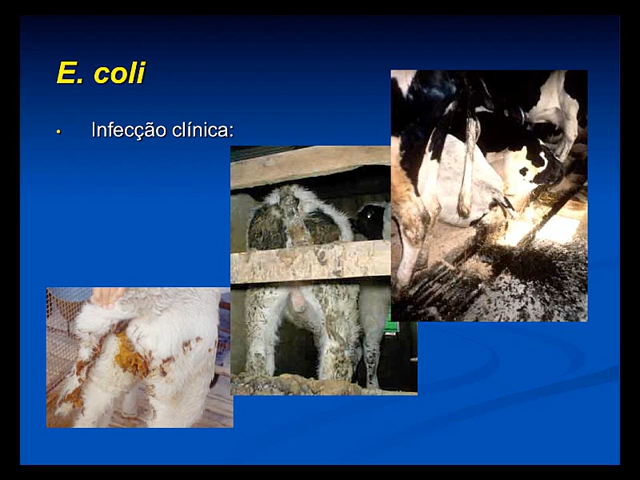 E. coli
• Infecção clínica: